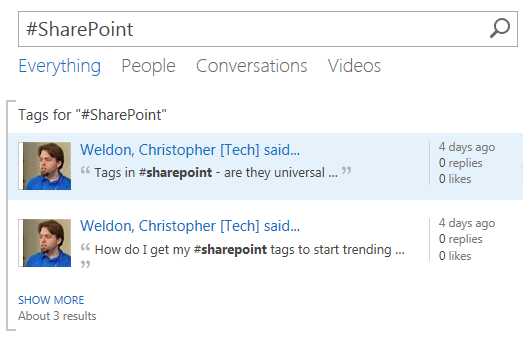 #SharePoint
Everything People Conversations Videos
Tags for "#SharePoint"
Weldon, Christopher [Tech] said...
4 days ago
“ Tags in #sharepoint - are they universal ... ”
0 replies
0 likes
Weldon, Christopher [Tech] said...
4 days ago
“ How do I get my #sharepoint tags to start trending ...
”
0 replies
0 likes
SHOW MORE
About 3 results